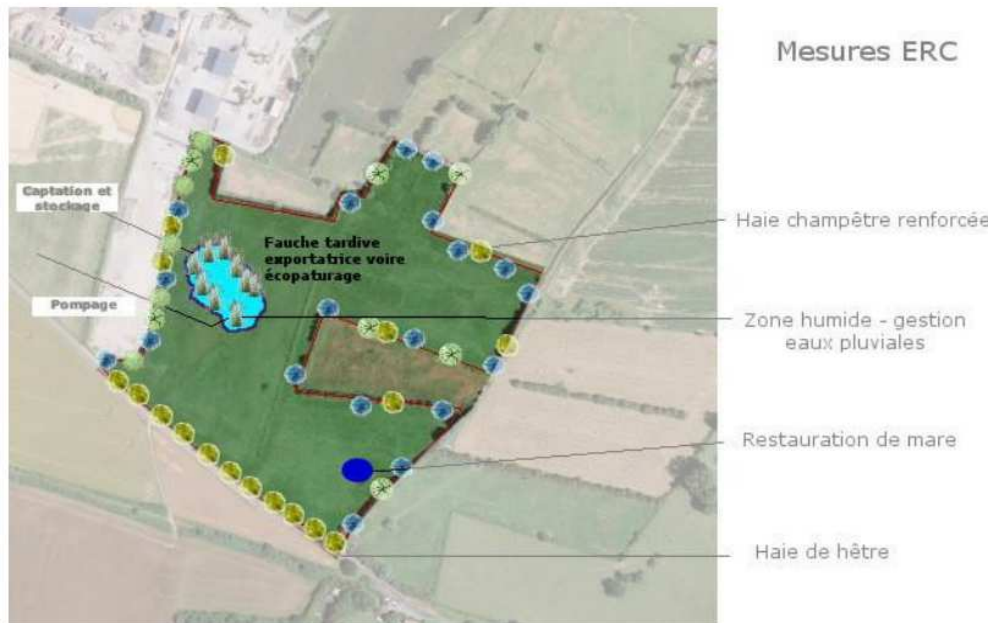 Mesures ERC
Captation et
stockage
Fauche tardive
exportatrice voire
écopaturage
Haie champêtre renforcée
Pompage
Zone humide - gestion
eaux pluviales
Restauration de mare
Haie de hêtre